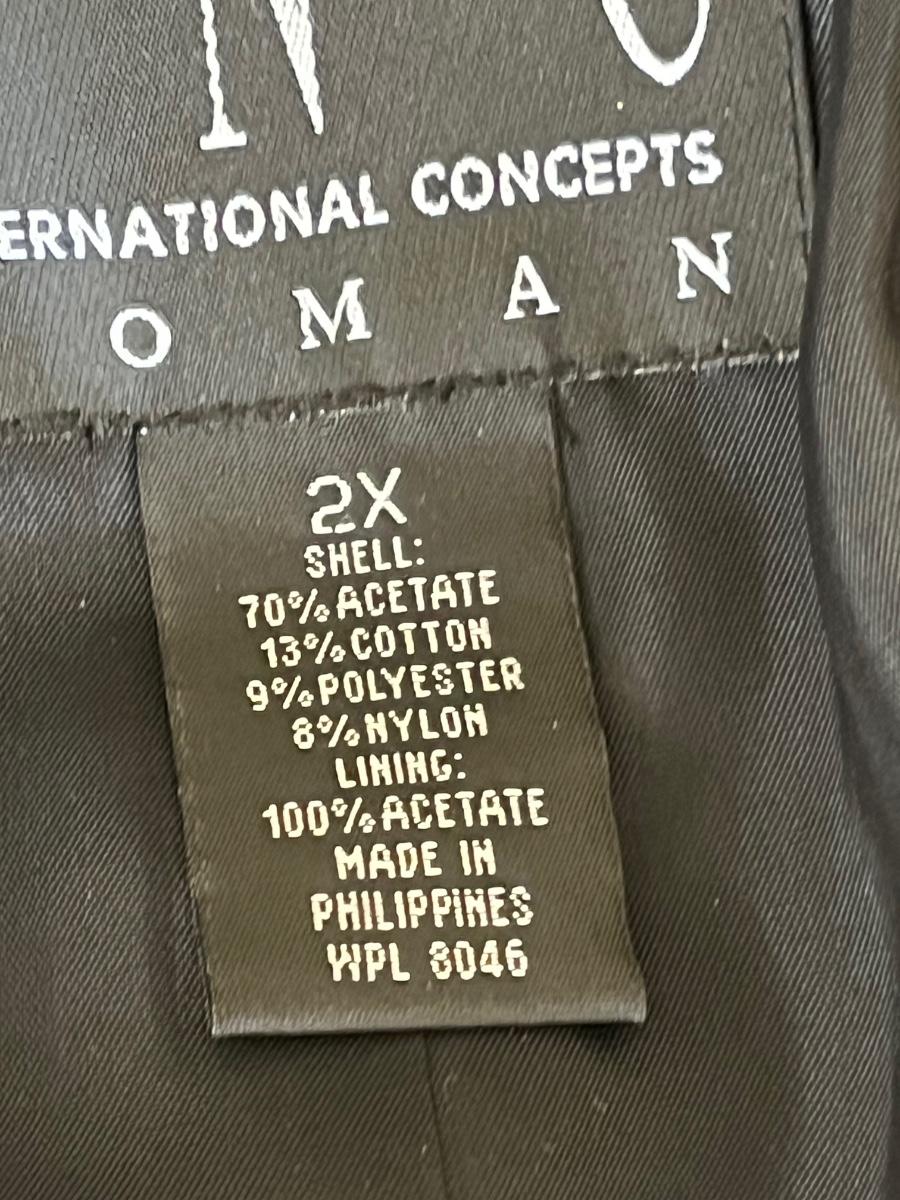 N C
ERNATIONAL CONCEPTS
O M A N
2X
SHELL:
70% ACETATE
13% COTTON
9% POLYESTER
8% NYLON
LINING:
100% ACETATE
MADE IN
PHILIPPINES
WPL 8046